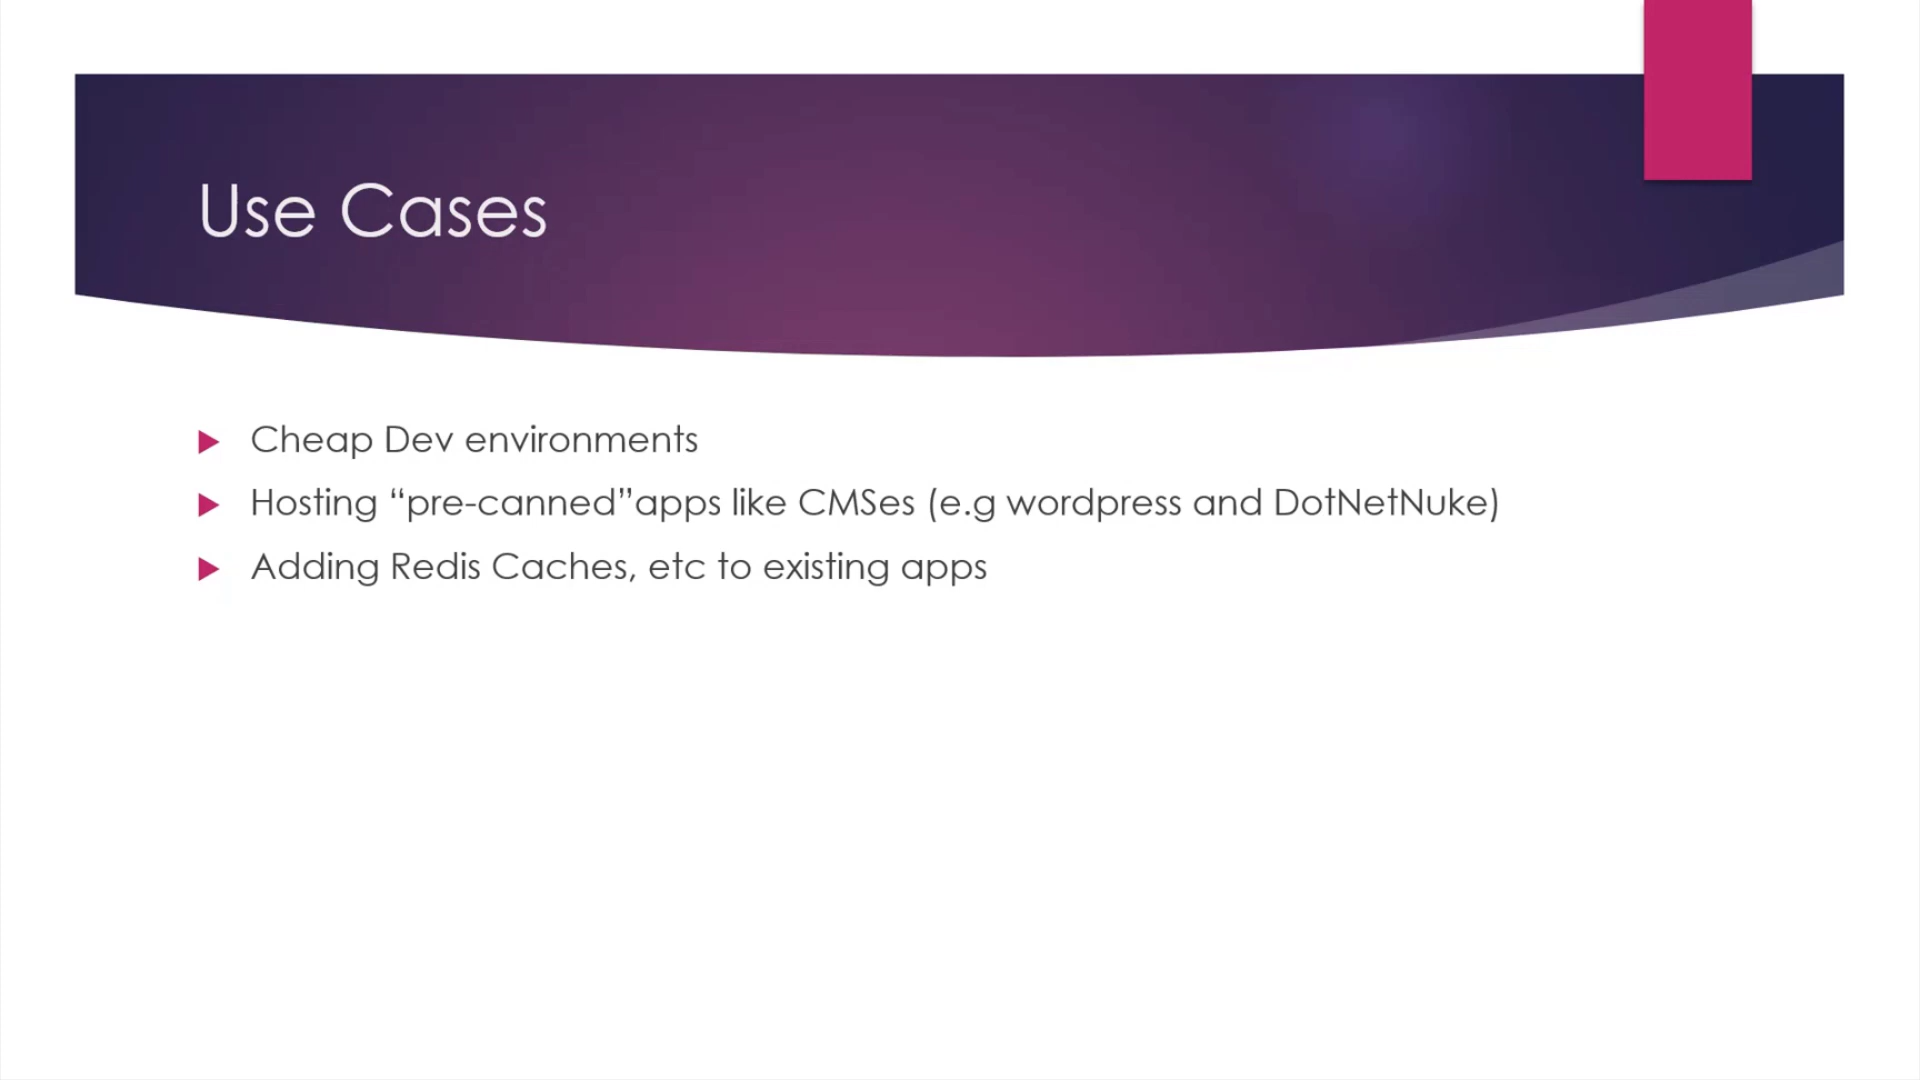 Use Cases
Cheap Dev environments
Hosting “pre-canned”apps like CMSes (e.g wordpress and DotNetNuke)
Adding Redis Caches, etc to existing apps